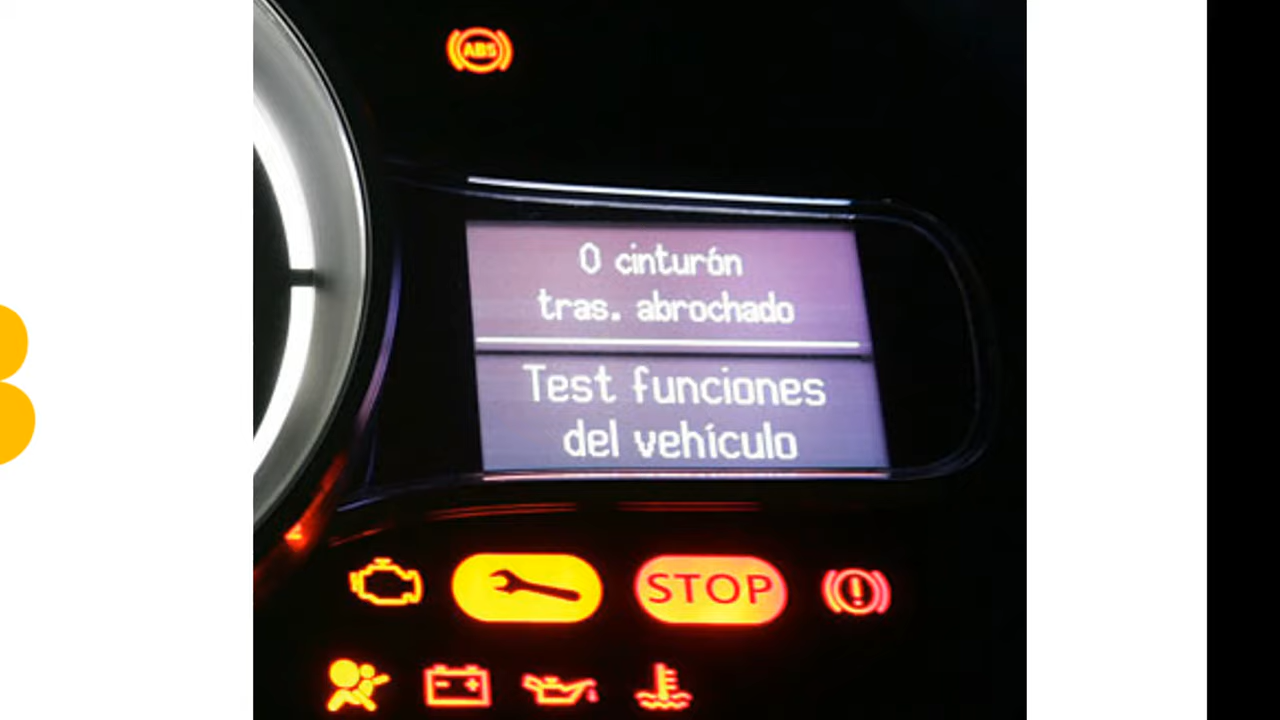 ABS
0 cinturón
tras. abrochado
Test funciones
del vehículo
STOP